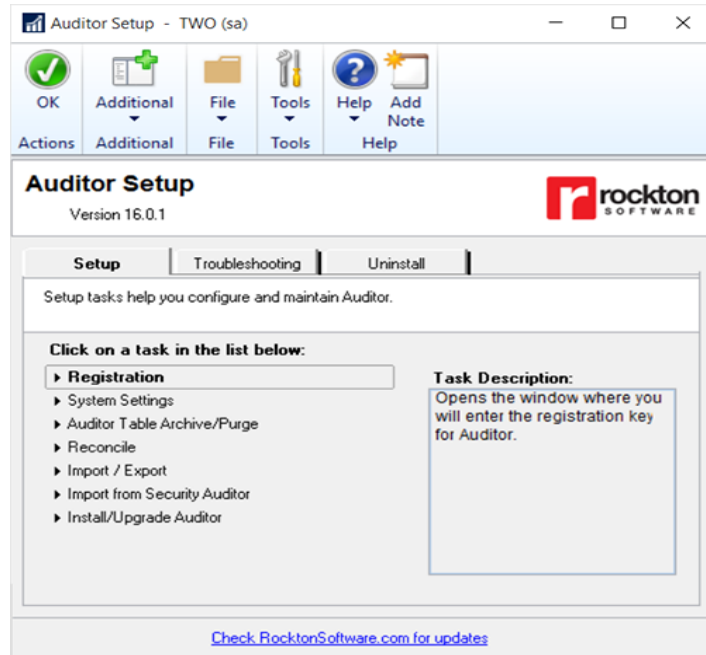 Auditor Setup - TWO (sa)
OK Additional File Tools Help Add Note
Actions Additional File Tools Help
Auditor Setup
Version 16.0.1
rockton
SOFTWARE
Setup Troubleshooting Uninstall
Setup tasks help you configure and maintain Auditor.
Click on a task in the list below:
Registration
System Settings
Auditor Table Archive/Purge
Reconcile
Import / Export
Import from Security Auditor
Install/Upgrade Auditor
Task Description:
Opens the window where you
will enter the registration key
for Auditor.
Check RocktonSoftware.com for updates